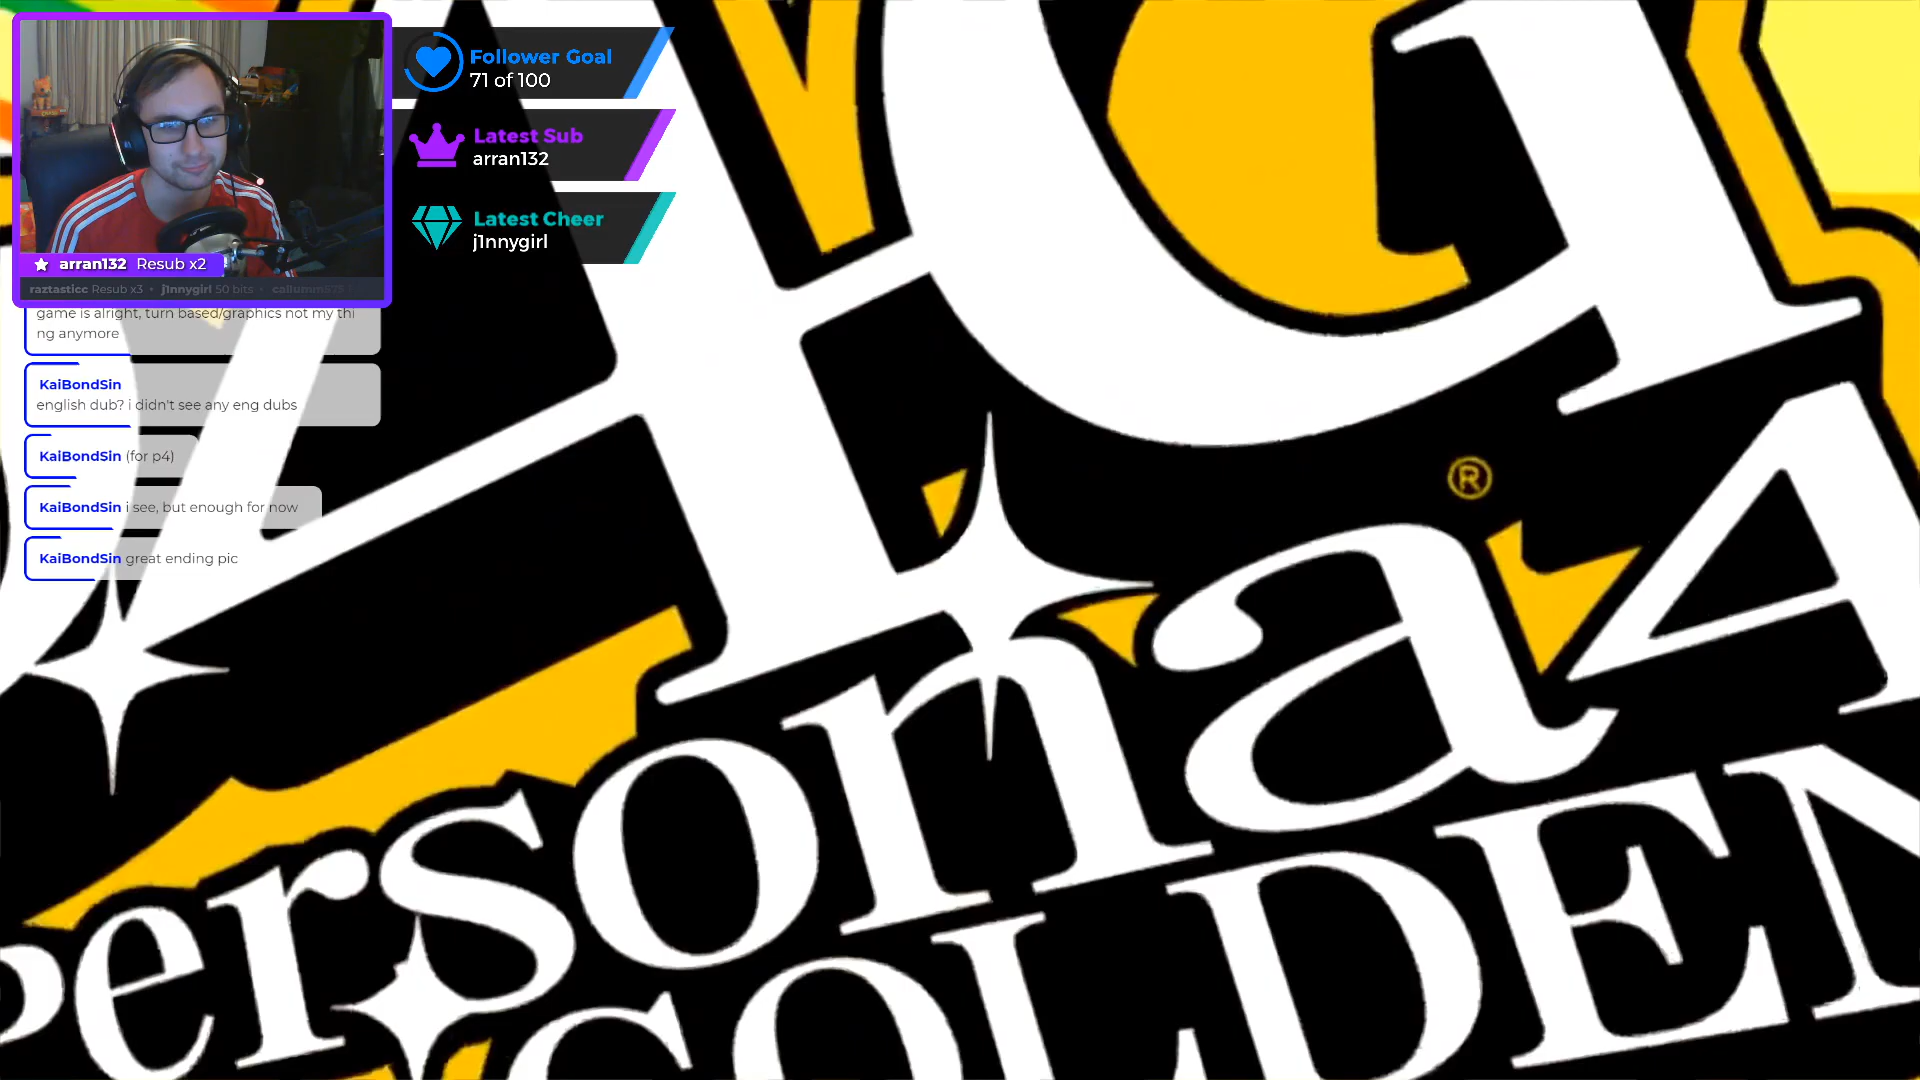 Follower Goal
71 of 100
Latest Sub
arran132
Latest Cheer
j1nnygirl
arran132 Resub x2
raztasticc Resub x3 • j1nnygirl 50 bits •
game is alright, turn based/graphics not my thi
ng anymore
KaiBondSin
english dub? i didn't see any eng dubs
KaiBondSin (for p4)
KaiBondSin i see, but enough for now
KaiBondSin great ending pic
P4G
®
Persona4
GOLDEN